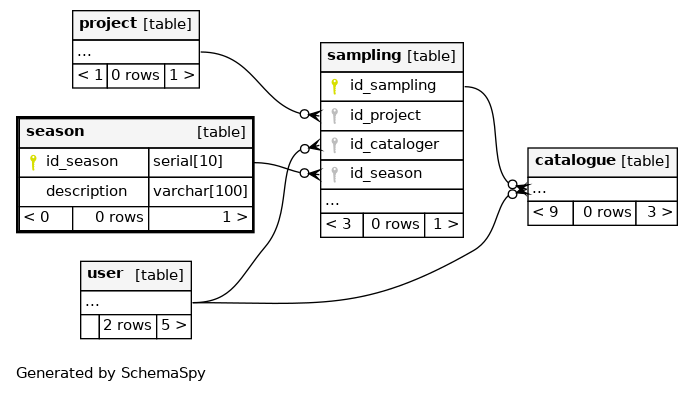 project [table]
...
< 1 0 rows 1 >
season [table]
id_season serial[10]
description varchar[100]
< 0 0 rows 1 >
user [table]
...
2 rows 5 >
sampling [table]
id_sampling
id_project
id_cataloger
id_season
...
< 3 0 rows 1 >
catalogue [table]
...
< 9 0 rows 3 >
Generated by SchemaSpy